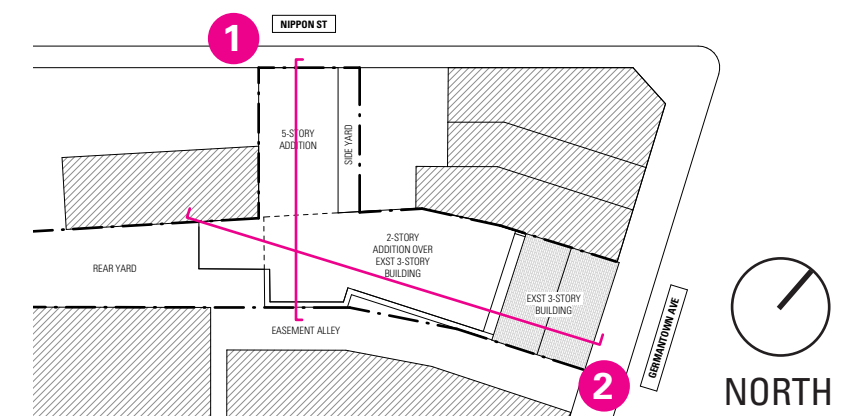 1
NIPPON ST
5-STORY
ADDITION
SIDE YARD
2-STORY
ADDITION OVER
EXST 3-STORY
BUILDING
REAR YARD
EXST 3-STORY
BUILDING
EASEMENT ALLEY
GERMANTOWN AVE
2
NORTH